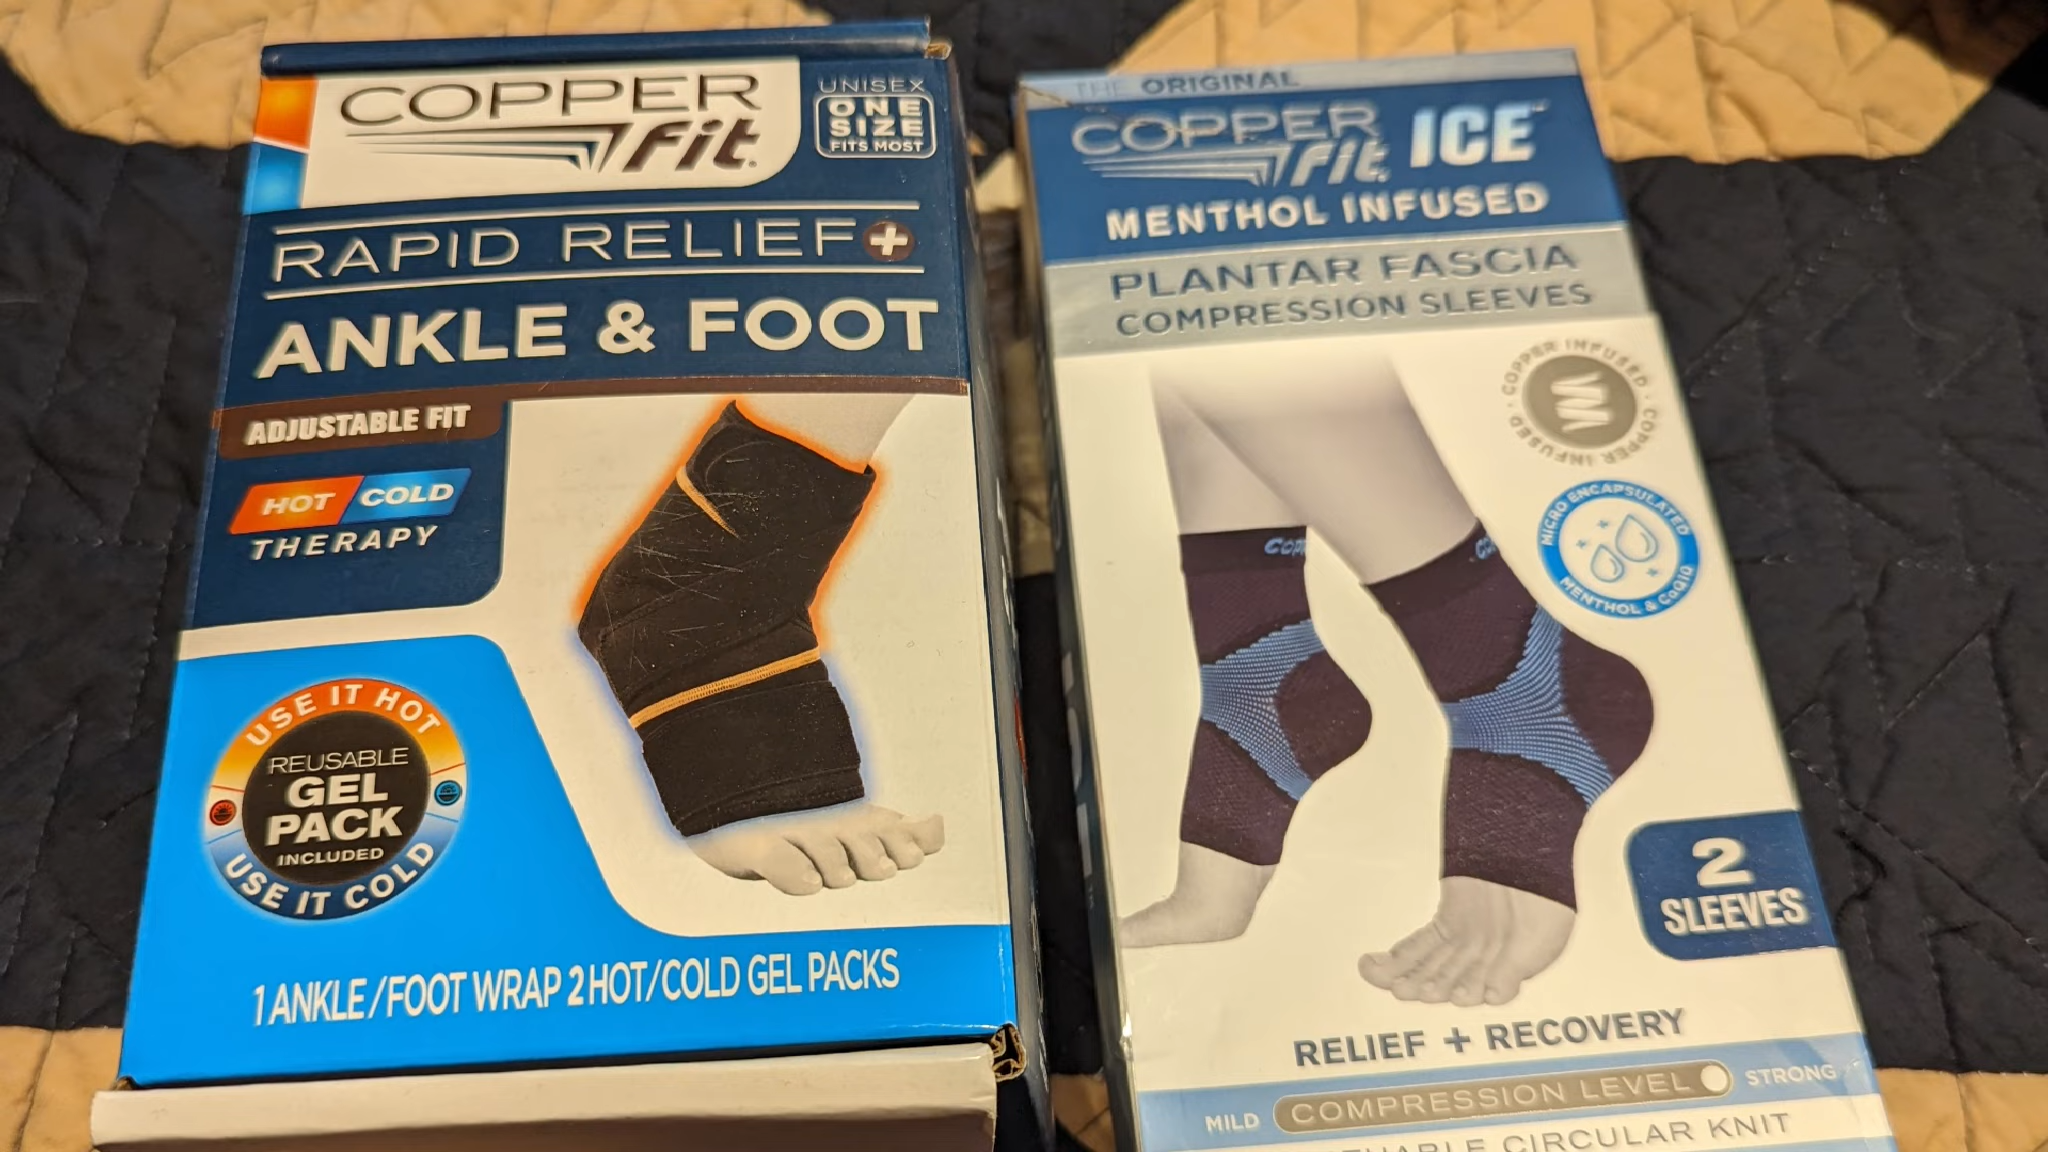 COPPER
Fit
UNISEX
ONE
SIZE
FITS MOST
RAPID RELIEF+
ANKLE & FOOT
ADJUSTABLE FIT
HOT COLD
THERAPY
USE IT HOT
REUSABLE
GEL
PACK
INCLUDED
USE IT COLD
1 ANKLE/FOOT WRAP 2 HOT/COLD GEL PACKS
THE ORIGINAL
COPPER
Fit ICE™
MENTHOL INFUSED
PLANTAR FASCIA
COMPRESSION SLEEVES
COPPER INFUSED · COPPER INFUSED ·
MICRO ENCAPSULATED
MENTHOL & CoQ10
2
SLEEVES
RELIEF + RECOVERY
MILD COMPRESSION LEVEL STRONG
CIRCULAR KNIT